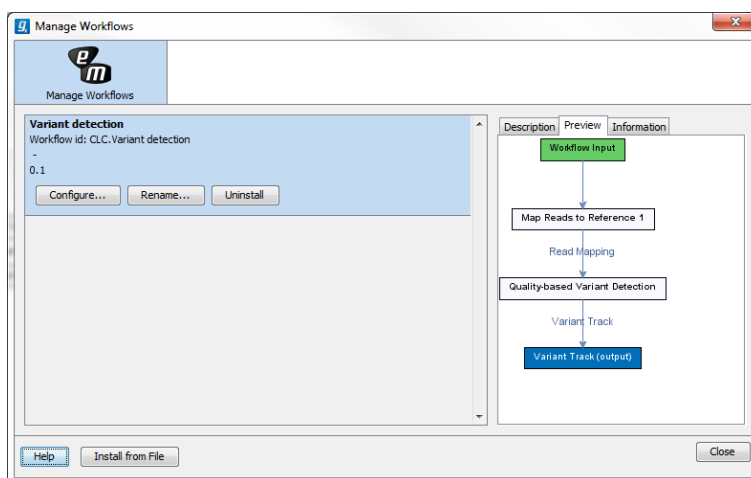 Manage Workflows
Manage Workflows
Variant detection
Workflow id: CLC.Variant detection
-
0.1
Configure...
Rename...
Uninstall
Description
Preview
Information
Workflow Input
Map Reads to Reference 1
Read Mapping
Quality-based Variant Detection
Variant Track
Variant Track (output)
Help
Install from File
Close